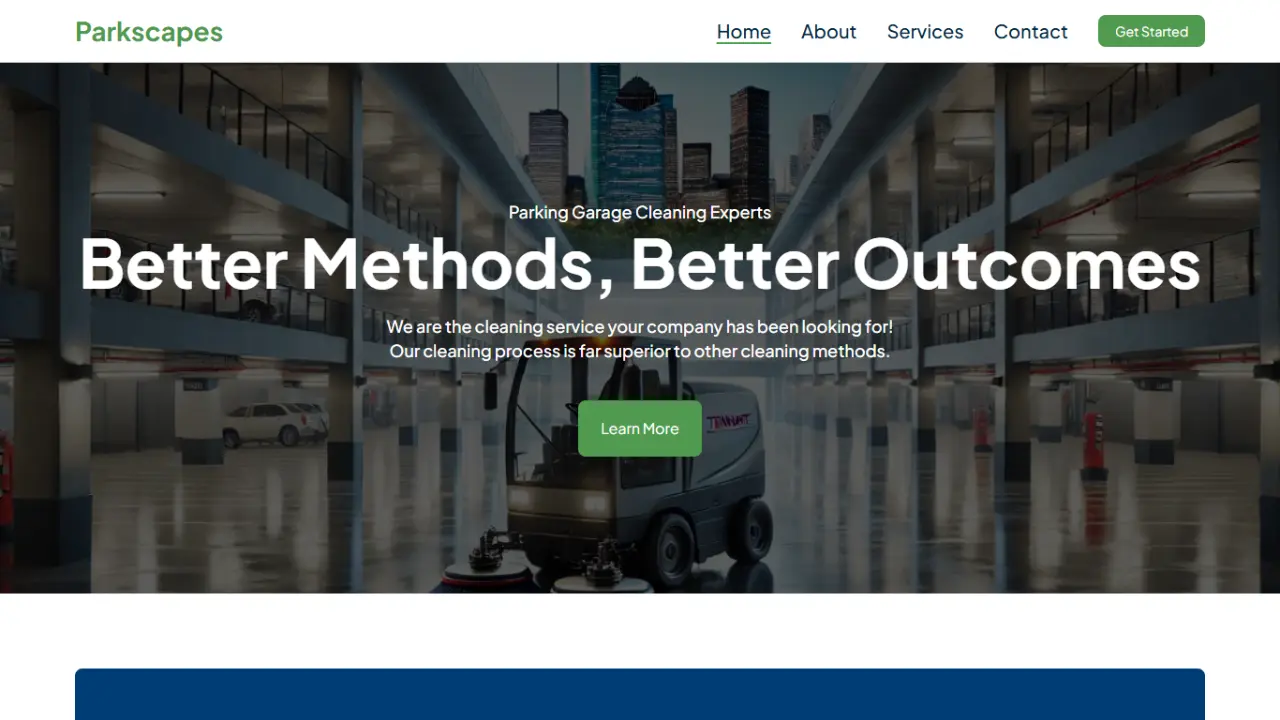 Parkscapes
Home
About
Services
Contact
Get Started
Parking Garage Cleaning Experts
Better Methods, Better Outcomes
We are the cleaning service your company has been looking for!
Our cleaning process is far superior to other cleaning methods.
Learn More